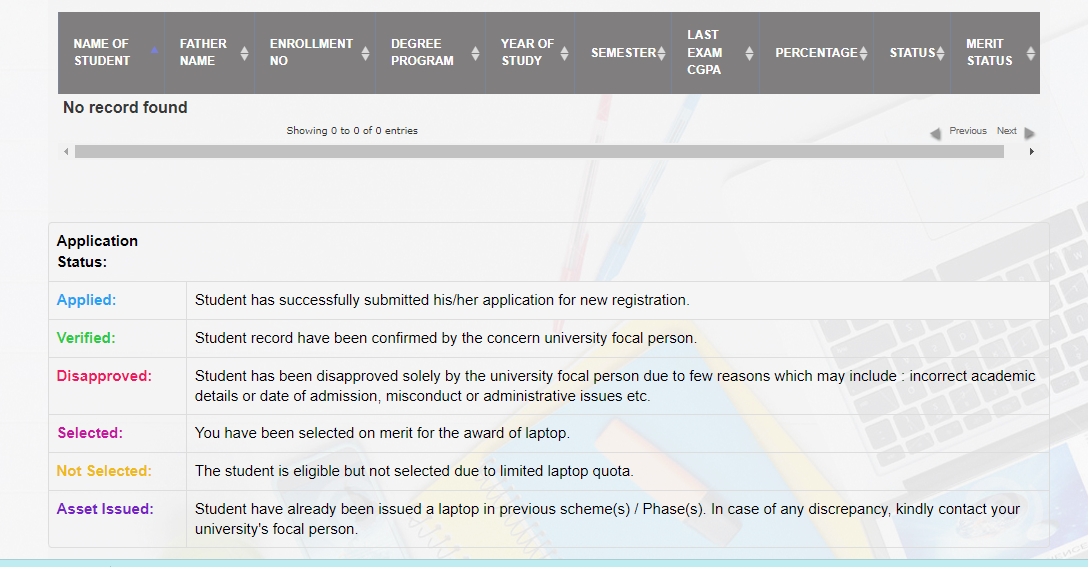 NAME OF STUDENT FATHER NAME ENROLLMENT NO DEGREE PROGRAM YEAR OF STUDY SEMESTER LAST EXAM CGPA PERCENTAGE STATUS MERIT STATUS
No record found
Showing 0 to 0 of 0 entries Previous Next
Application
Status:
Applied: Student has successfully submitted his/her application for new registration.
Verified: Student record have been confirmed by the concern university focal person.
Disapproved: Student has been disapproved solely by the university focal person due to few reasons which may include : incorrect academic
details or date of admission, misconduct or administrative issues etc.
Selected: You have been selected on merit for the award of laptop.
Not Selected: The student is eligible but not selected due to limited laptop quota.
Asset Issued: Student have already been issued a laptop in previous scheme(s) / Phase(s). In case of any discrepancy, kindly contact your
university's focal person.